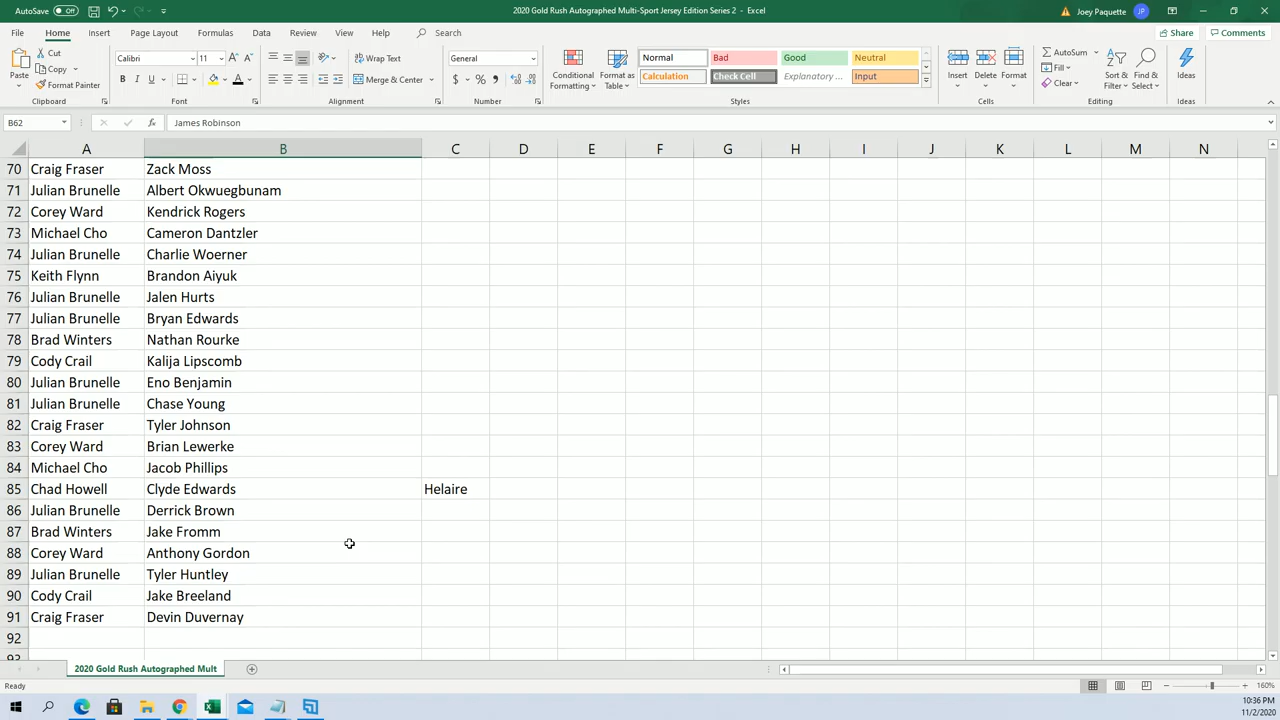 AutoSave Off 2020 Gold Rush Autographed Multi-Sport Jersey Edition Series 2 - Excel Joey Paquette JP
File Home Insert Page Layout Formulas Data Review View Help Search Share Comments
Paste Cut Copy Format Painter Clipboard
Calibri 11 B I U Font
Wrap Text Merge & Center Alignment
General $ % Number
Conditional Formatting Format as Table
Normal Bad Good Neutral
Calculation Check Cell Explanatory ... Input
Styles
Insert Delete Format Cells
AutoSum Fill Clear Sort & Filter Find & Select Editing
Ideas Ideas
B62 fx James Robinson
A B C D E F G H I J K L M N
70 Craig Fraser Zack Moss
71 Julian Brunelle Albert Okwuegbunam
72 Corey Ward Kendrick Rogers
73 Michael Cho Cameron Dantzler
74 Julian Brunelle Charlie Woerner
75 Keith Flynn Brandon Aiyuk
76 Julian Brunelle Jalen Hurts
77 Julian Brunelle Bryan Edwards
78 Brad Winters Nathan Rourke
79 Cody Crail Kalija Lipscomb
80 Julian Brunelle Eno Benjamin
81 Julian Brunelle Chase Young
82 Craig Fraser Tyler Johnson
83 Corey Ward Brian Lewerke
84 Michael Cho Jacob Phillips
85 Chad Howell Clyde Edwards Helaire
86 Julian Brunelle Derrick Brown
87 Brad Winters Jake Fromm
88 Corey Ward Anthony Gordon
89 Julian Brunelle Tyler Huntley
90 Cody Crail Jake Breeland
91 Craig Fraser Devin Duvernay
92
93
2020 Gold Rush Autographed Mult
Ready 160%
10:36 PM
11/2/2020